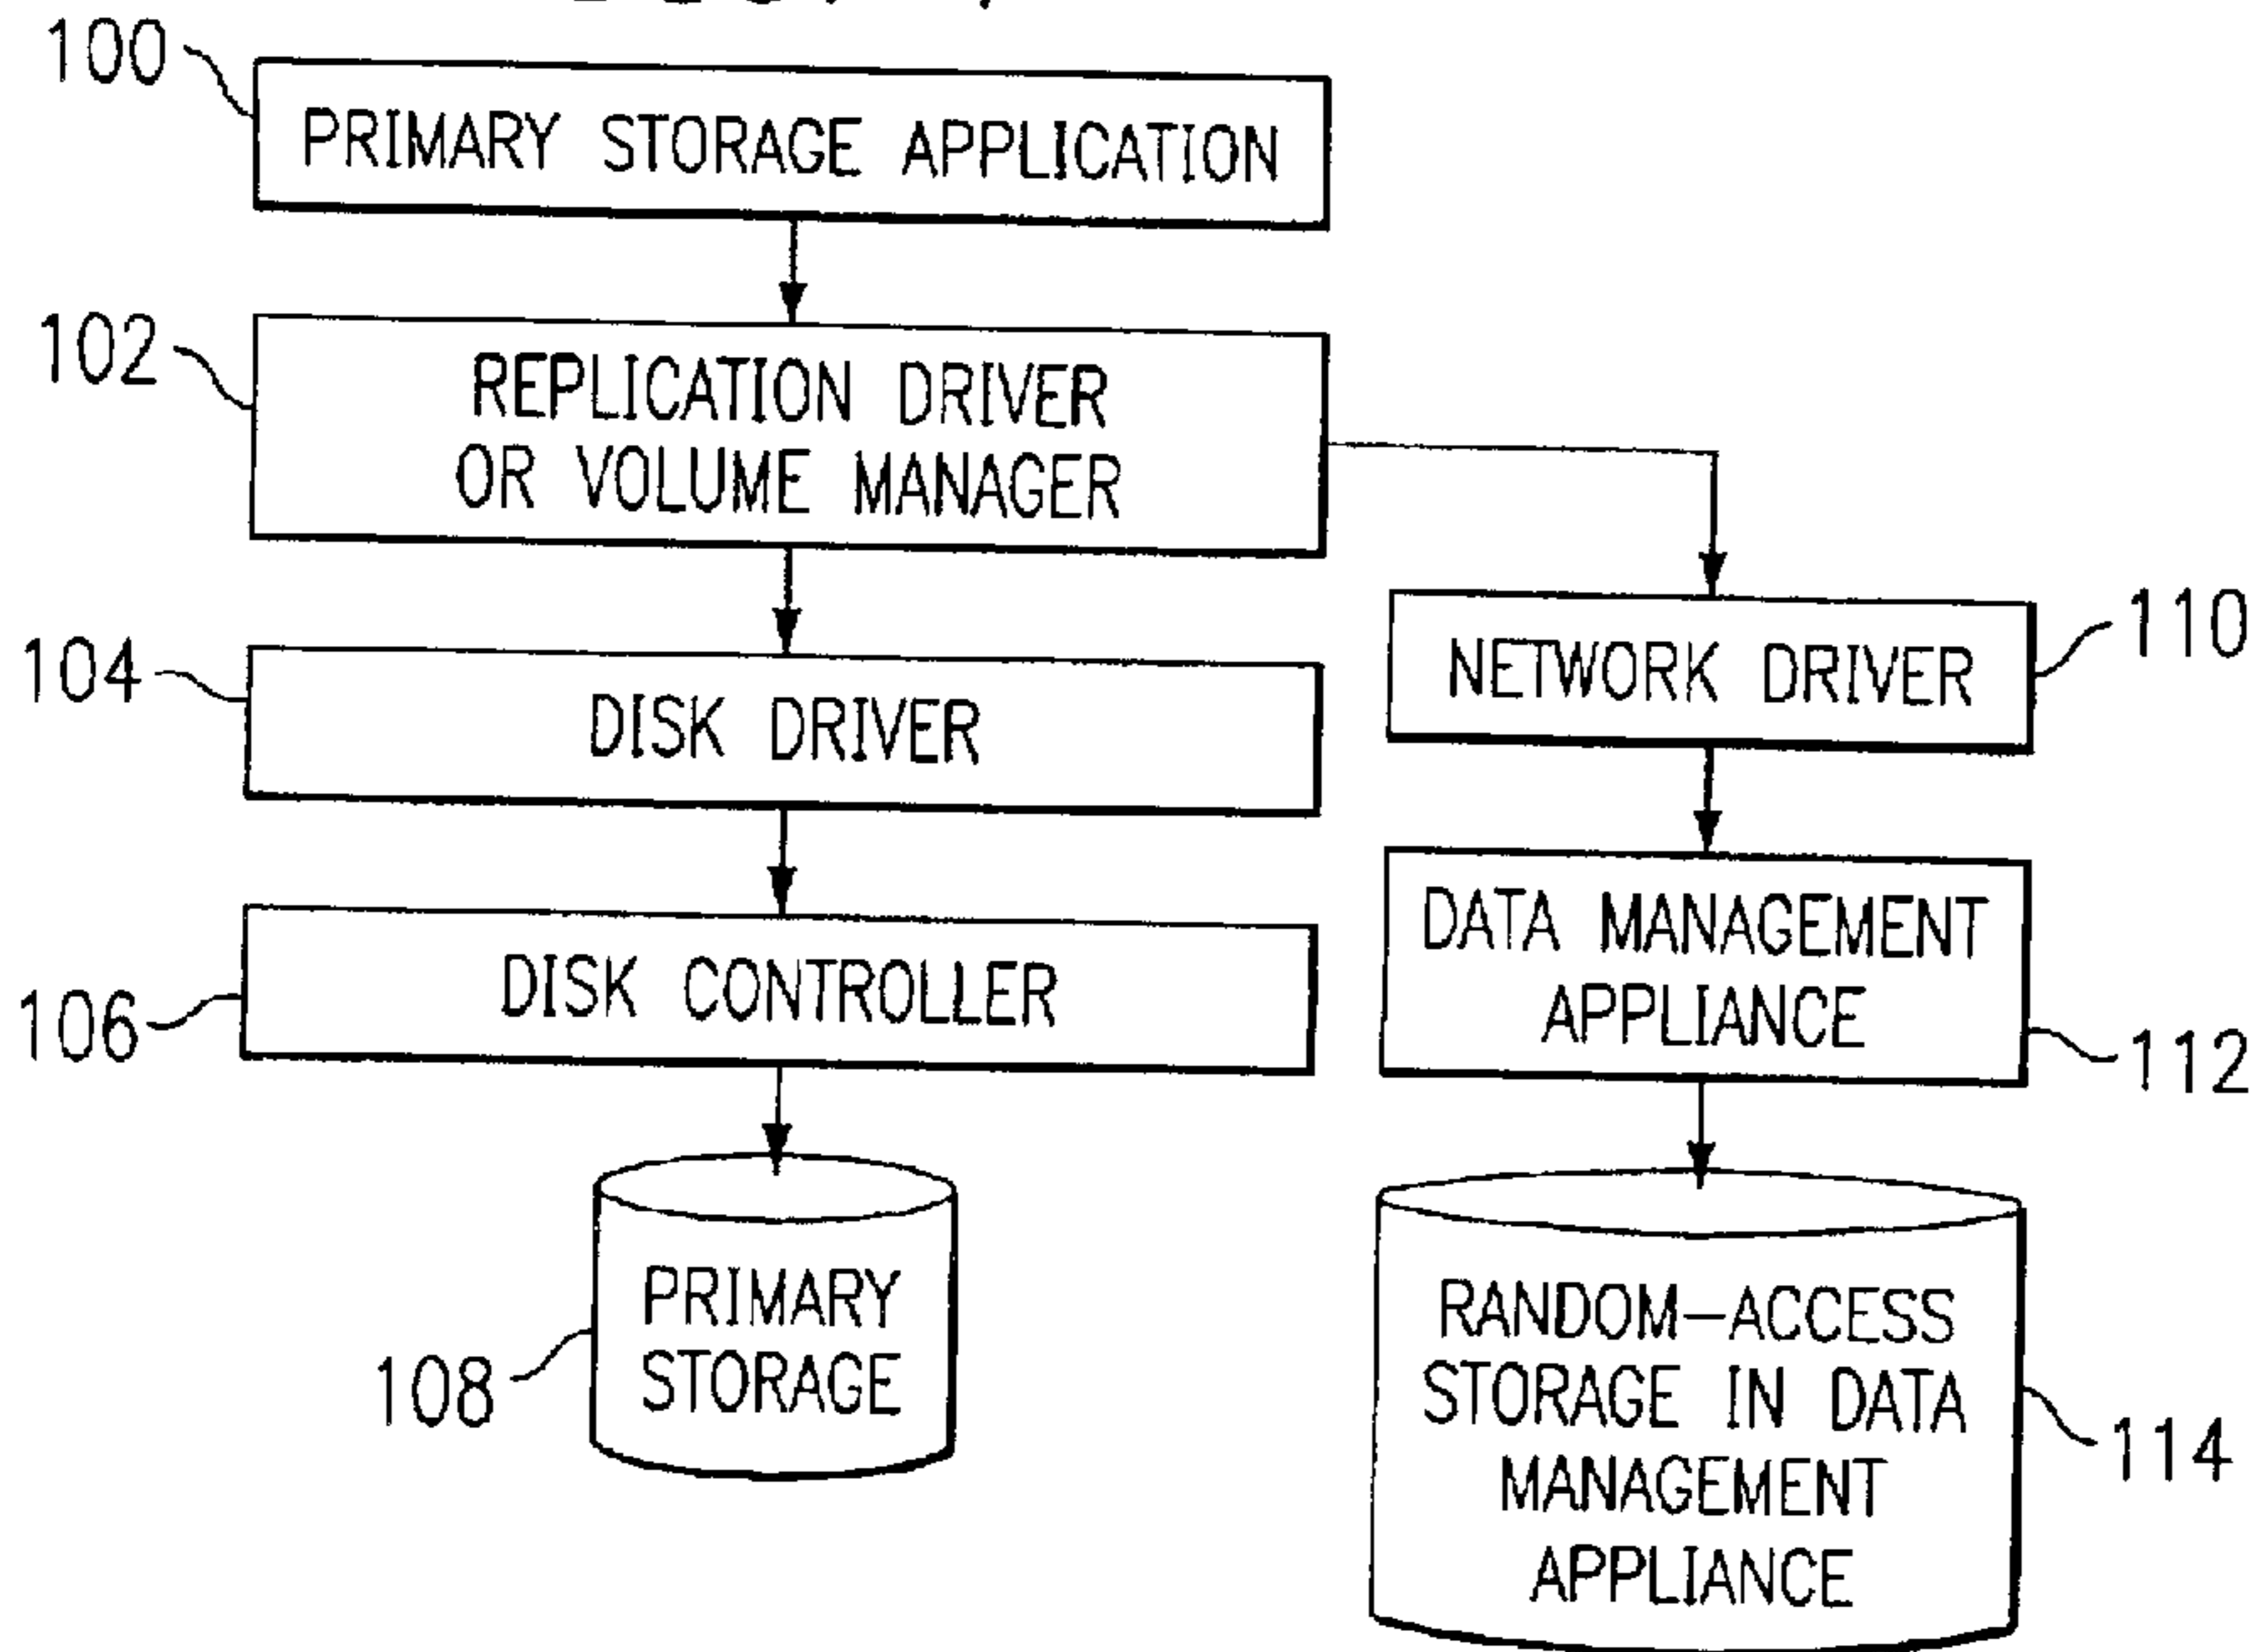 100
PRIMARY STORAGE APPLICATION
102
REPLICATION DRIVER
OR VOLUME MANAGER
104
DISK DRIVER
NETWORK DRIVER
110
106
DISK CONTROLLER
DATA MANAGEMENT
APPLIANCE
112
108
PRIMARY
STORAGE
RANDOM-ACCESS
STORAGE IN DATA
MANAGEMENT
APPLIANCE
114